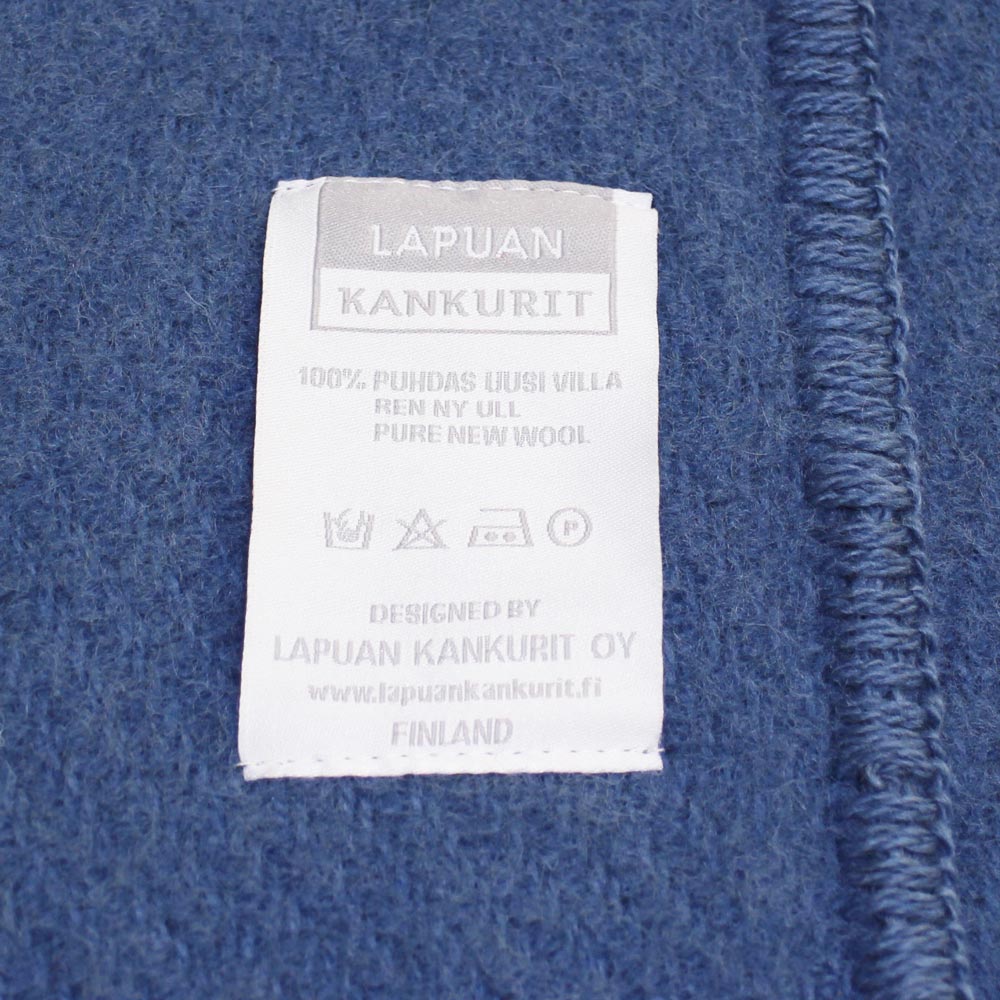 LAPUAN
KANKURIT
100% PUHDAS UUSI VILLA
REN NY ULL
PURE NEW WOOL
P
DESIGNED BY
LAPUAN KANKURIT OY
www.lapuankankurit.fi
FINLAND